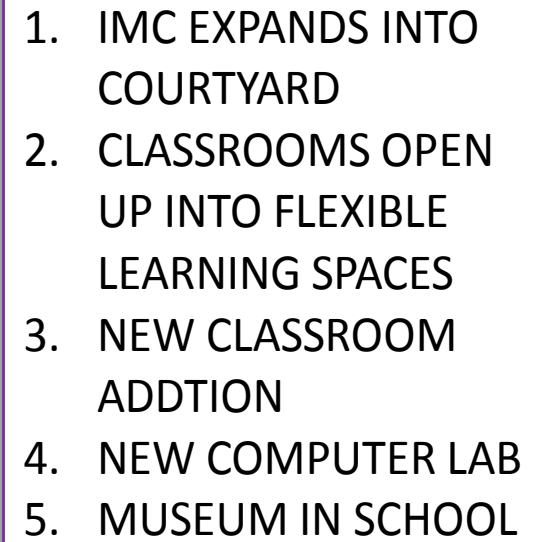 1. IMC EXPANDS INTO
COURTYARD
2. CLASSROOMS OPEN
UP INTO FLEXIBLE
LEARNING SPACES
3. NEW CLASSROOM
ADDTION
4. NEW COMPUTER LAB
5. MUSEUM IN SCHOOL